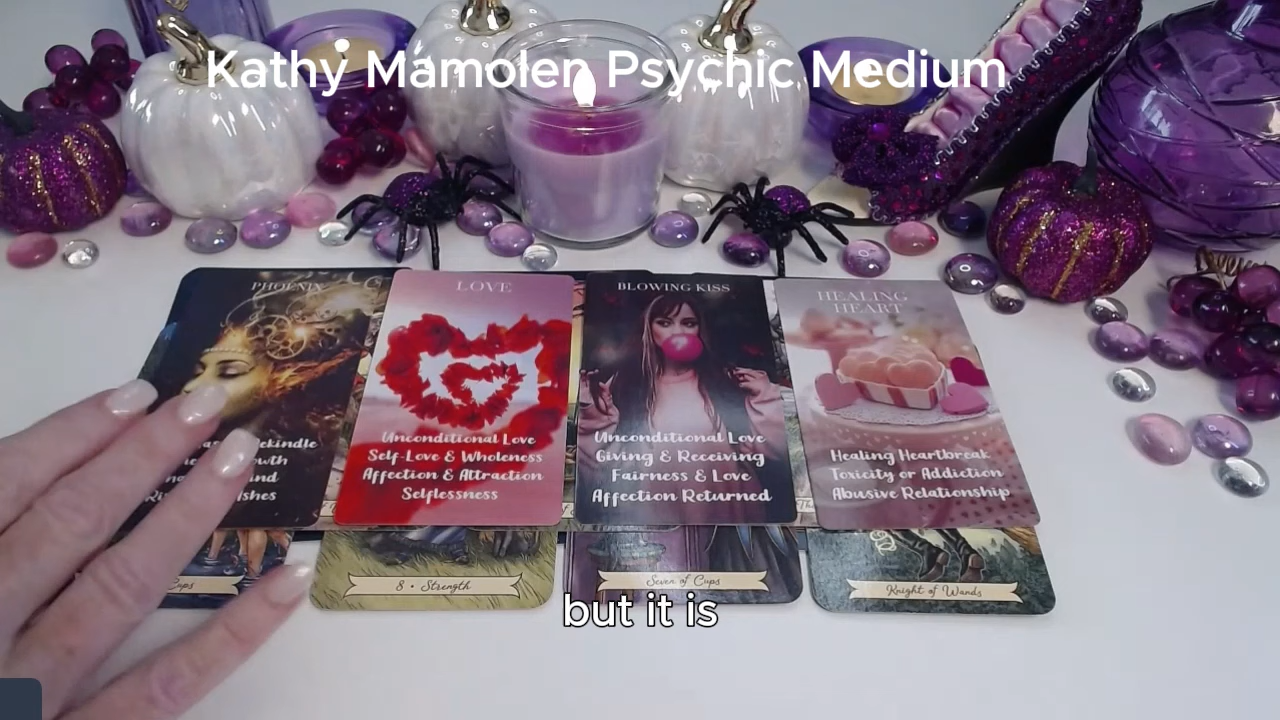 Kathy Mamolen Psychic Medium
PHOENIX
LOVE
BLOWING KISS
HEALING
HEART
Unconditional Love
Self-Love & Wholeness
Affection & Attraction
Selflessness
Unconditional Love
Giving & Receiving
Fairness & Love
Affection Returned
Healing Heartbreak
Toxicity or Addiction
Abusive Relationship
Cups
8 • Strength
Seven of Cups
Knight of Wands
but it is